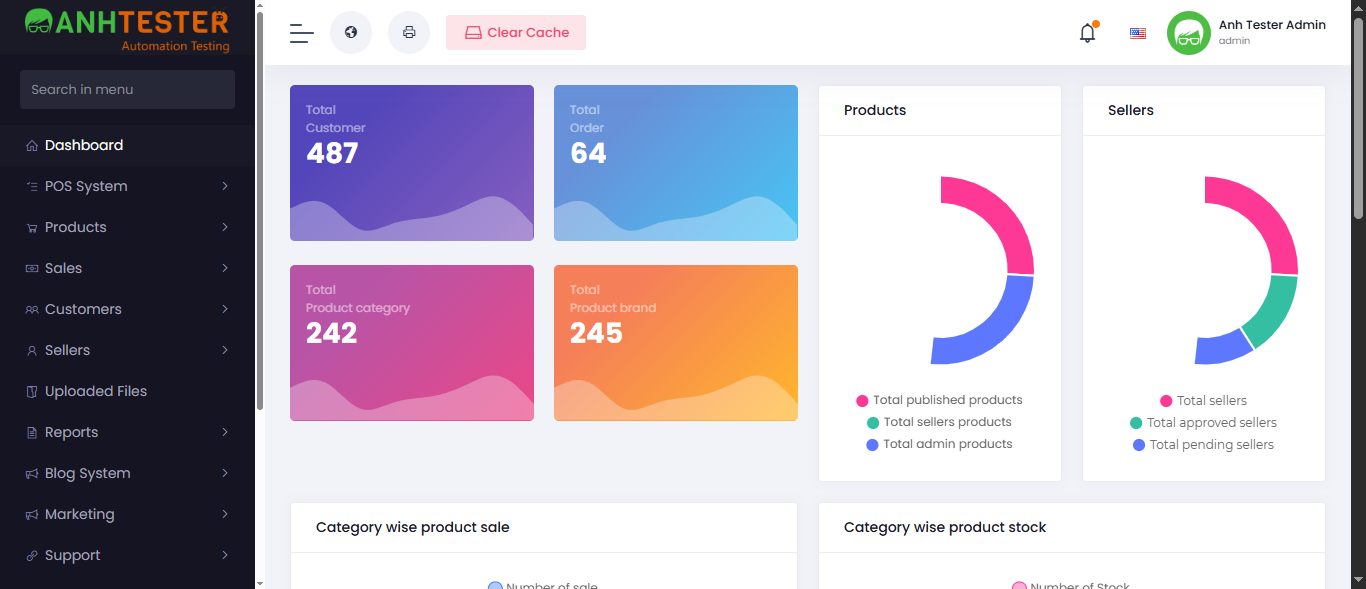 ANHTESTER
Automation Testing
Search in menu
Dashboard
POS System
Products
Sales
Customers
Sellers
Uploaded Files
Reports
Blog System
Marketing
Support
Clear Cache
Anh Tester Admin
admin
Total
Customer
487
Total
Order
64
Total
Product category
242
Total
Product brand
245
Products
Total published products
Total sellers products
Total admin products
Sellers
Total sellers
Total approved sellers
Total pending sellers
Category wise product sale
Number of sale
Category wise product stock
Number of Stock